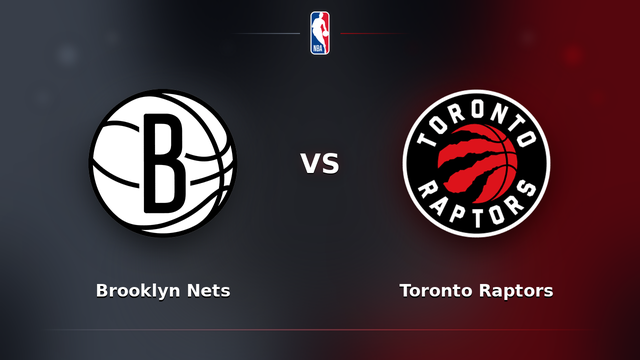 NBA
B
VS
TORONTO
RAPTORS
Brooklyn Nets
Toronto Raptors